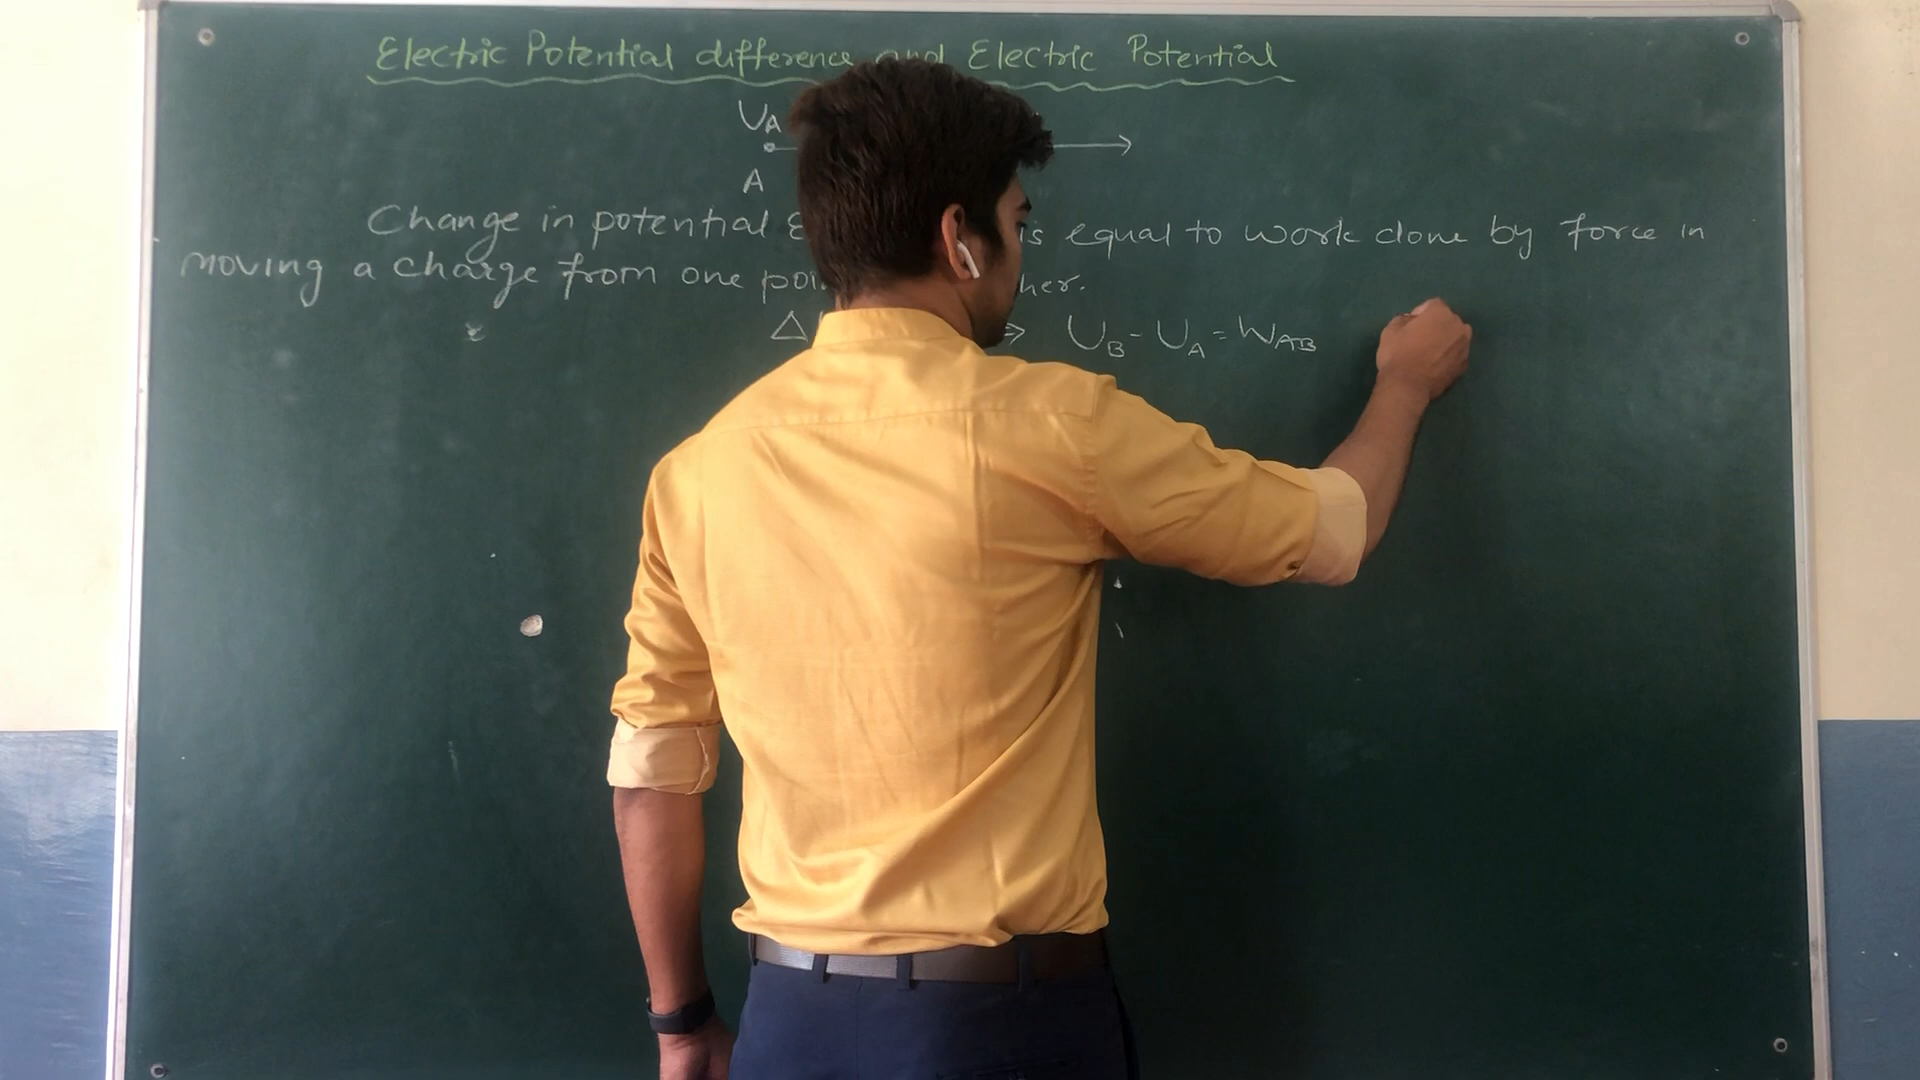 Electric Potential difference and Electric Potential
UA
A
Change in potential is equal to work done by force in
moving a charge from one her.
Δ ⇒ UB - UA = WAB